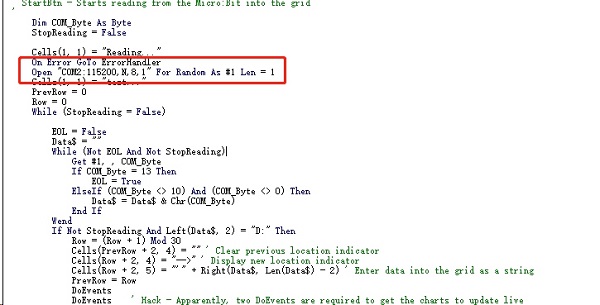 ' StartBtn - Starts reading from the Micro:Bit into the grid
Dim COM_Byte As Byte
StopReading = False
Cells(1, 1) = "Reading..."
On Error GoTo ErrorHandler
Open "COM2:115200,N,8,1" For Random As #1 Len = 1
Cells(1, 1) = "test..."
PrevRow = 0
Row = 0
While (StopReading = False)
EOL = False
Data$ = ""
While (Not EOL And Not StopReading)
Get #1, , COM_Byte
If COM_Byte = 13 Then
EOL = True
ElseIf (COM_Byte <> 10) And (COM_Byte <> 0) Then
Data$ = Data$ & Chr(COM_Byte)
End If
Wend
If Not StopReading And Left(Data$, 2) = "D:" Then
Row = (Row + 1) Mod 30
Cells(PrevRow + 2, 4) = "" ' Clear previous location indicator
Cells(Row + 2, 4) = "-->" ' Display new location indicator
Cells(Row + 2, 5) = "'" + Right(Data$, Len(Data$) - 2) ' Enter data into the grid as a string
PrevRow = Row
DoEvents
DoEvents ' Hack - Apparently, two DoEvents are required to get the charts to update live